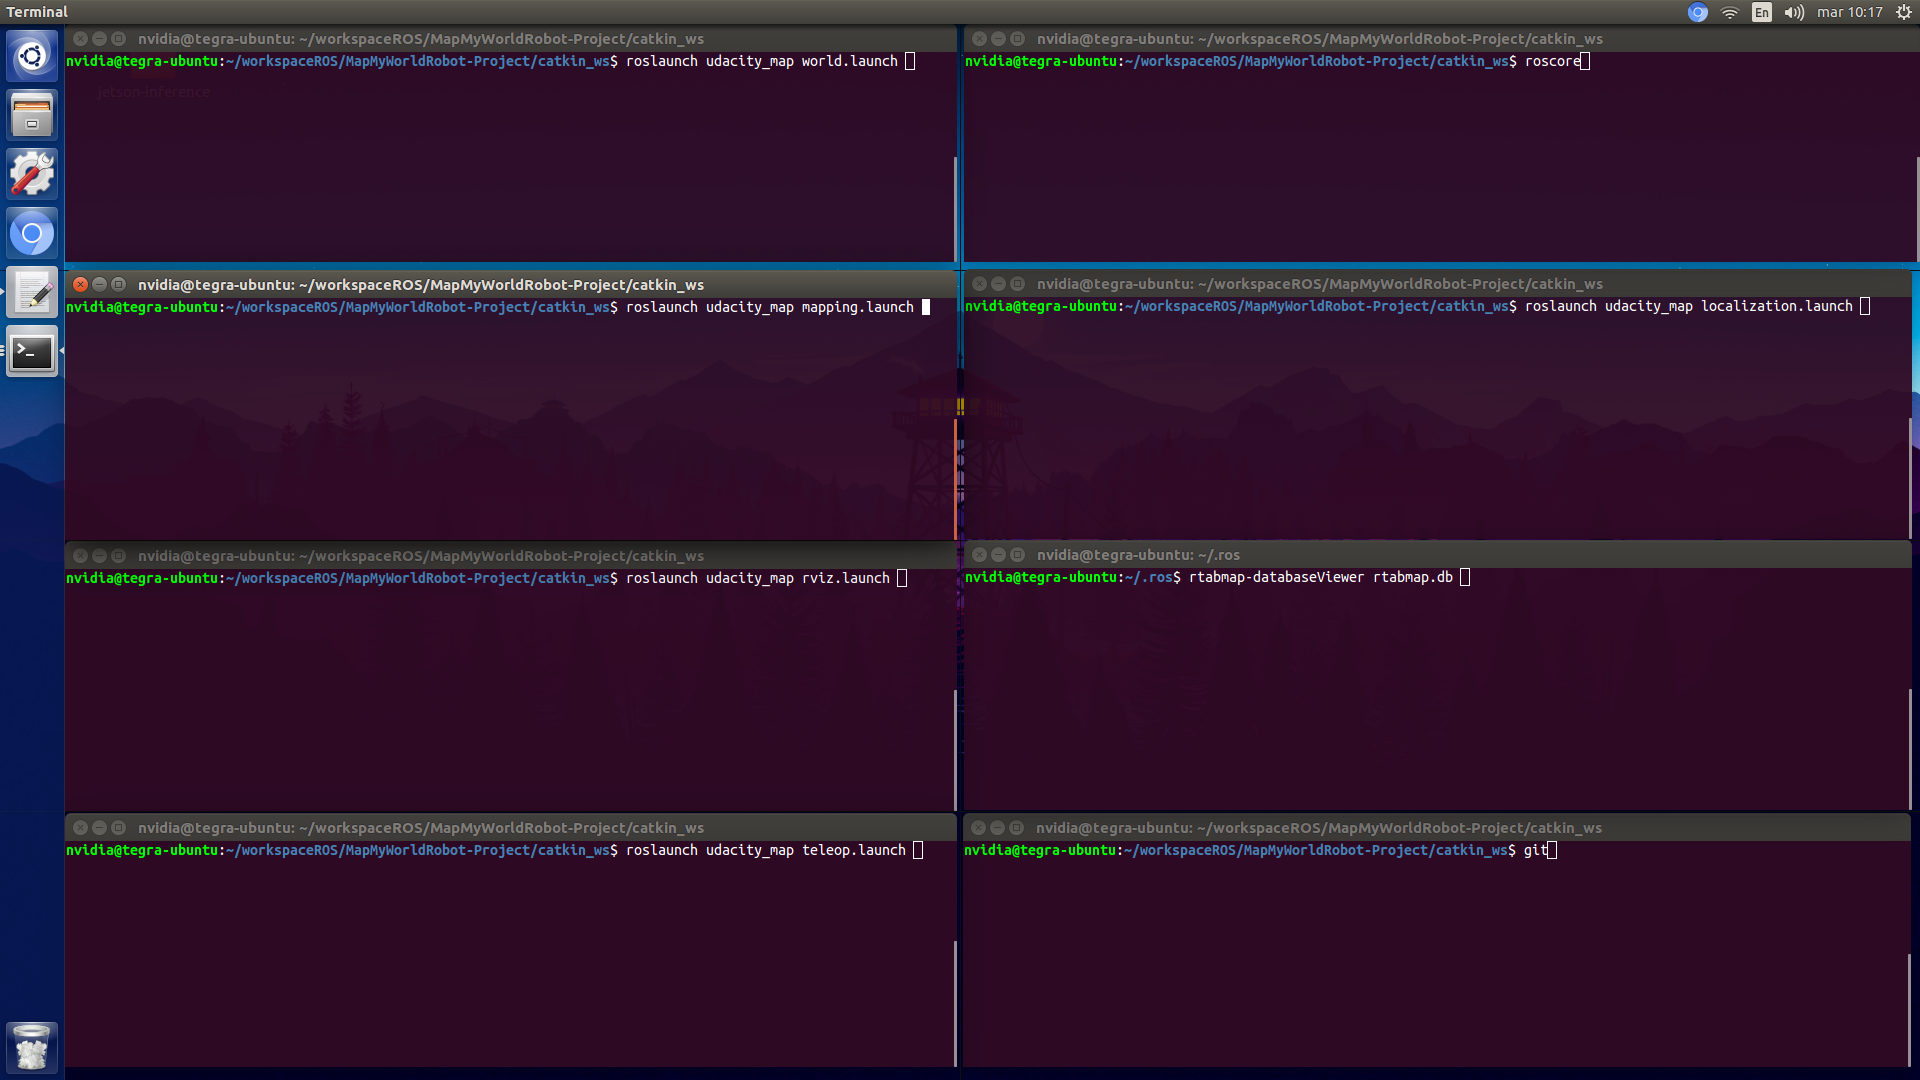 Terminal
En
mar 10:17
nvidia@tegra-ubuntu: ~/workspaceROS/MapMyWorldRobot-Project/catkin_ws
nvidia@tegra-ubuntu:~/workspaceROS/MapMyWorldRobot-Project/catkin_ws$ roslaunch udacity_map world.launch
jetson-inference
nvidia@tegra-ubuntu: ~/workspaceROS/MapMyWorldRobot-Project/catkin_ws
nvidia@tegra-ubuntu:~/workspaceROS/MapMyWorldRobot-Project/catkin_ws$ roscore
nvidia@tegra-ubuntu: ~/workspaceROS/MapMyWorldRobot-Project/catkin_ws
nvidia@tegra-ubuntu:~/workspaceROS/MapMyWorldRobot-Project/catkin_ws$ roslaunch udacity_map mapping.launch
nvidia@tegra-ubuntu: ~/workspaceROS/MapMyWorldRobot-Project/catkin_ws
nvidia@tegra-ubuntu:~/workspaceROS/MapMyWorldRobot-Project/catkin_ws$ roslaunch udacity_map localization.launch
nvidia@tegra-ubuntu: ~/workspaceROS/MapMyWorldRobot-Project/catkin_ws
nvidia@tegra-ubuntu:~/workspaceROS/MapMyWorldRobot-Project/catkin_ws$ roslaunch udacity_map rviz.launch
nvidia@tegra-ubuntu: ~/.ros
nvidia@tegra-ubuntu:~/.ros$ rtabmap-databaseViewer rtabmap.db
nvidia@tegra-ubuntu: ~/workspaceROS/MapMyWorldRobot-Project/catkin_ws
nvidia@tegra-ubuntu:~/workspaceROS/MapMyWorldRobot-Project/catkin_ws$ roslaunch udacity_map teleop.launch
nvidia@tegra-ubuntu: ~/workspaceROS/MapMyWorldRobot-Project/catkin_ws
nvidia@tegra-ubuntu:~/workspaceROS/MapMyWorldRobot-Project/catkin_ws$ git